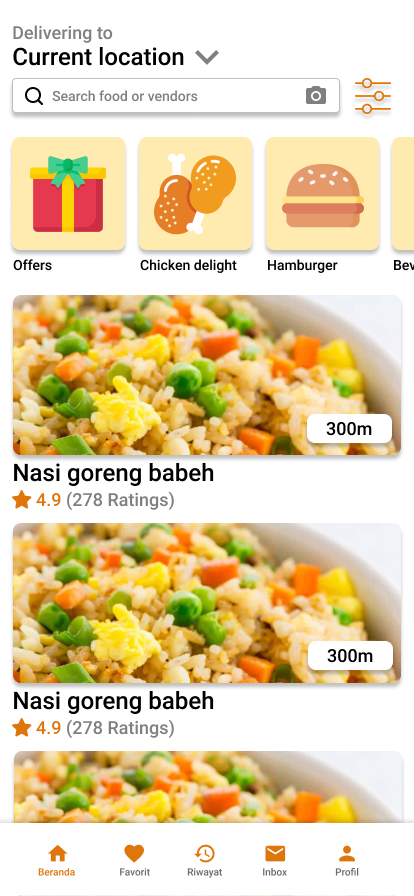 Delivering to
Current location
Search food or vendors
Offers
Chicken delight
Hamburger
Bev
300m
Nasi goreng babeh
4.9 (278 Ratings)
300m
Nasi goreng babeh
4.9 (278 Ratings)
Beranda
Favorit
Riwayat
Inbox
Profil